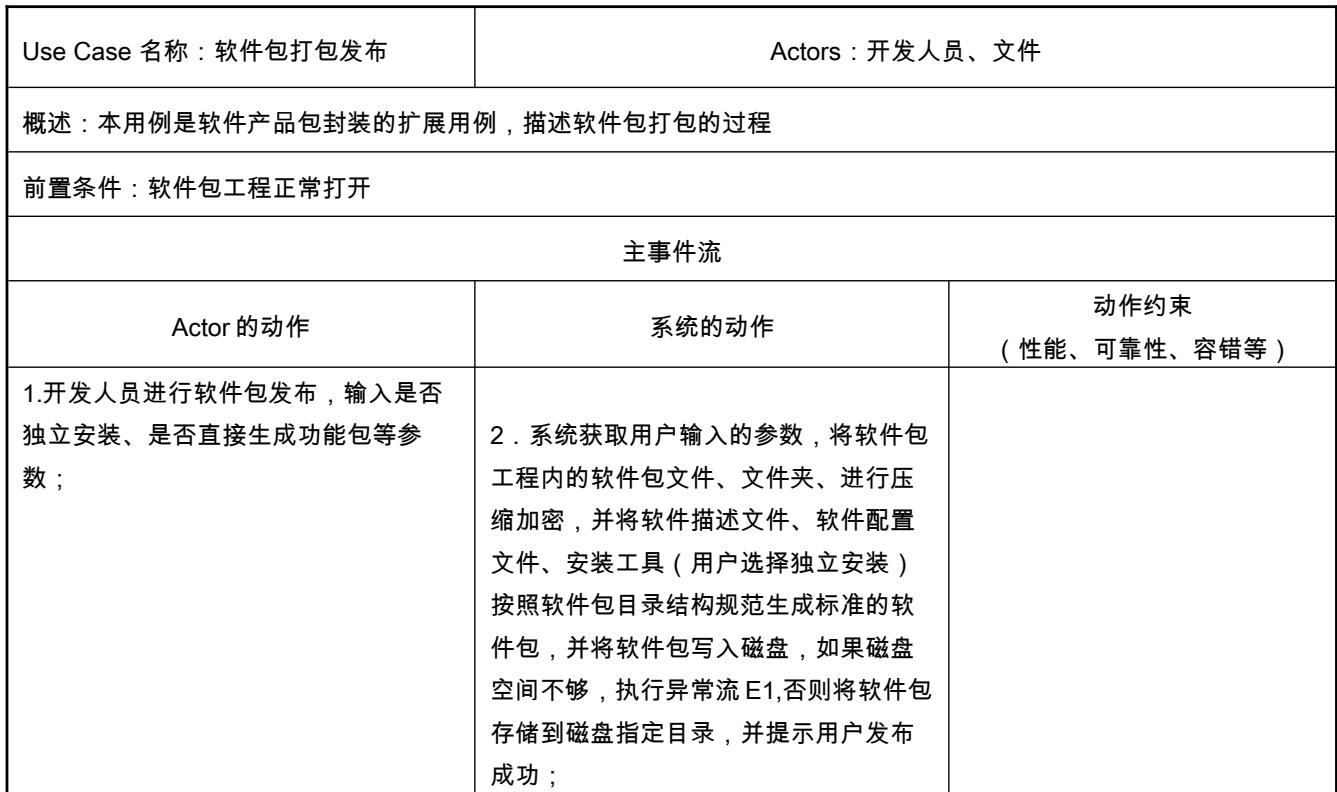 Use Case 名称：软件包打包发布
Actors：开发人员、文件
概述：本用例是软件产品包封装的扩展用例，描述软件包打包的过程
前置条件：软件包工程正常打开
主事件流
Actor 的动作
系统的动作
动作约束
（性能、可靠性、容错等）
1.开发人员进行软件包发布，输入是否
独立安装、是否直接生成功能包等参
数；
2．系统获取用户输入的参数，将软件包
工程内的软件包文件、文件夹、进行压
缩加密，并将软件描述文件、软件配置
文件、安装工具（用户选择独立安装）
按照软件包目录结构规范生成标准的软
件包，并将软件包写入磁盘，如果磁盘
空间不够，执行异常流 E1,否则将软件包
存储到磁盘指定目录，并提示用户发布
成功；